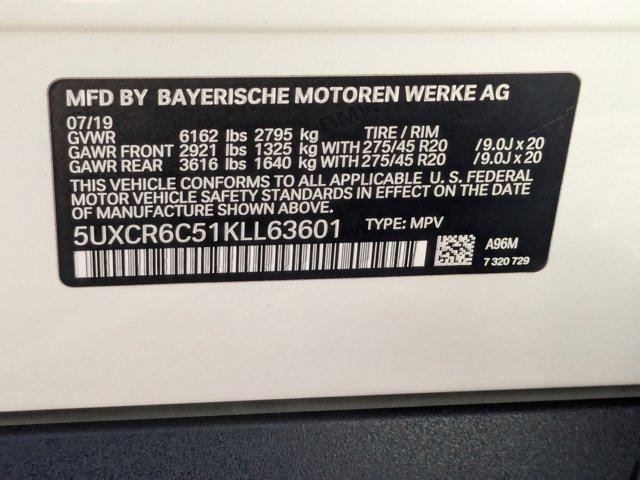 MFD BY BAYERISCHE MOTOREN WERKE AG
07/19
GVWR 6162 lbs 2795 kg TIRE / RIM
GAWR FRONT 2921 lbs 1325 kg WITH 275/45 R20 /9.0J x 20
GAWR REAR 3616 lbs 1640 kg WITH 275/45 R20 /9.0J x 20
THIS VEHICLE CONFORMS TO ALL APPLICABLE U. S. FEDERAL
MOTOR VEHICLE SAFETY STANDARDS IN EFFECT ON THE DATE
OF MANUFACTURE SHOWN ABOVE.
5UXCR6C51KLL63601 TYPE: MPV
A96M
7 320 729